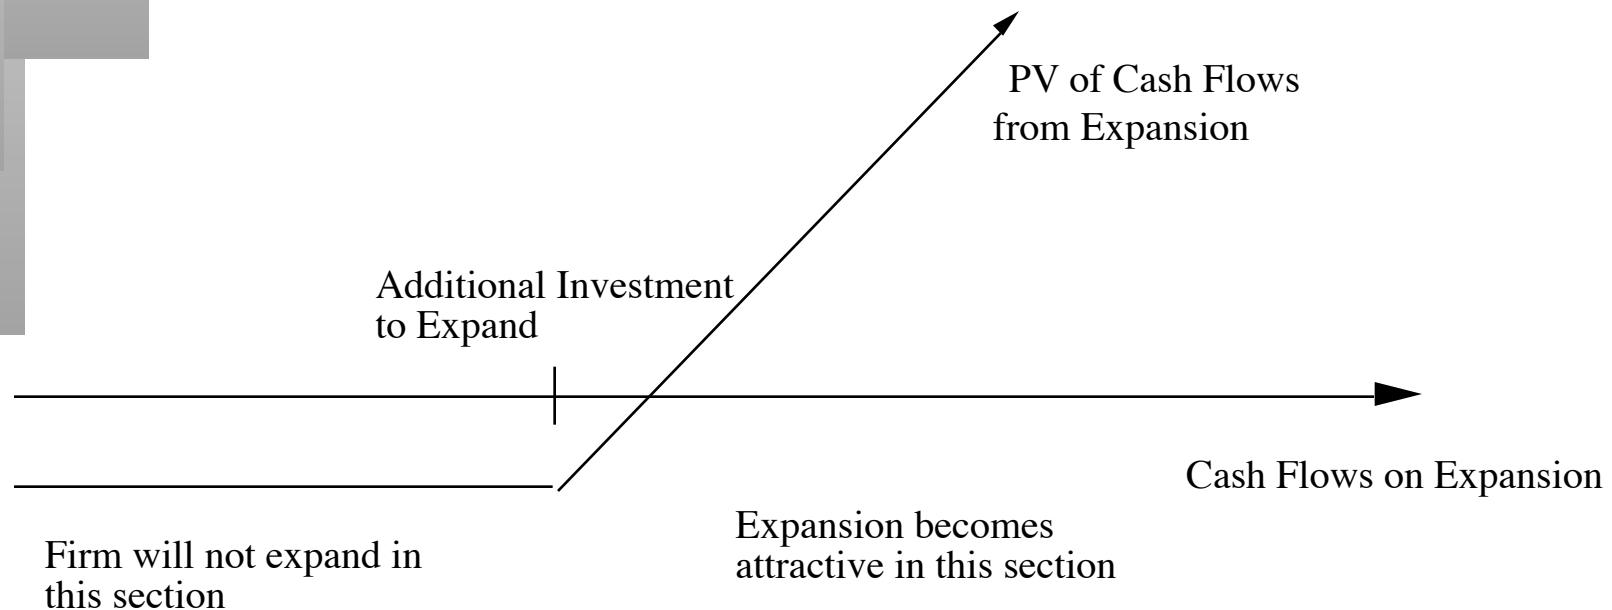 PV of Cash Flows
from Expansion
Additional Investment
to Expand
Cash Flows on Expansion
Expansion becomes
attractive in this section
Firm will not expand in
this section